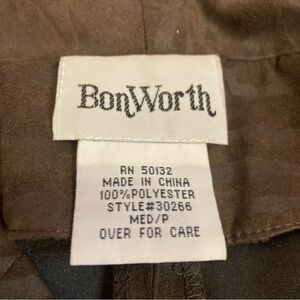 BonWorth
RN 50132
MADE IN CHINA
100%POLYESTER
STYLE#30266
MED/P
OVER FOR CARE